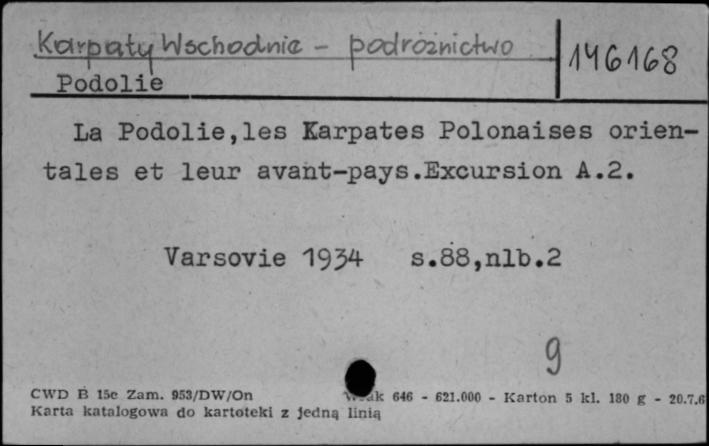 Karpaty Wschodnie - podróżnictwo
146168
Podolie
La Podolie,les Karpates Polonaises orien-
tales et leur avant-pays.Excursion A.2.
Varsovie 1934 s.88,nlb.2
9
CWD B 15c Zam. 953/DW/On 646 - 621.000 - Karton 5 kl. 180 g - 20.7.6
Karta katalogowa do kartoteki z jedną linią